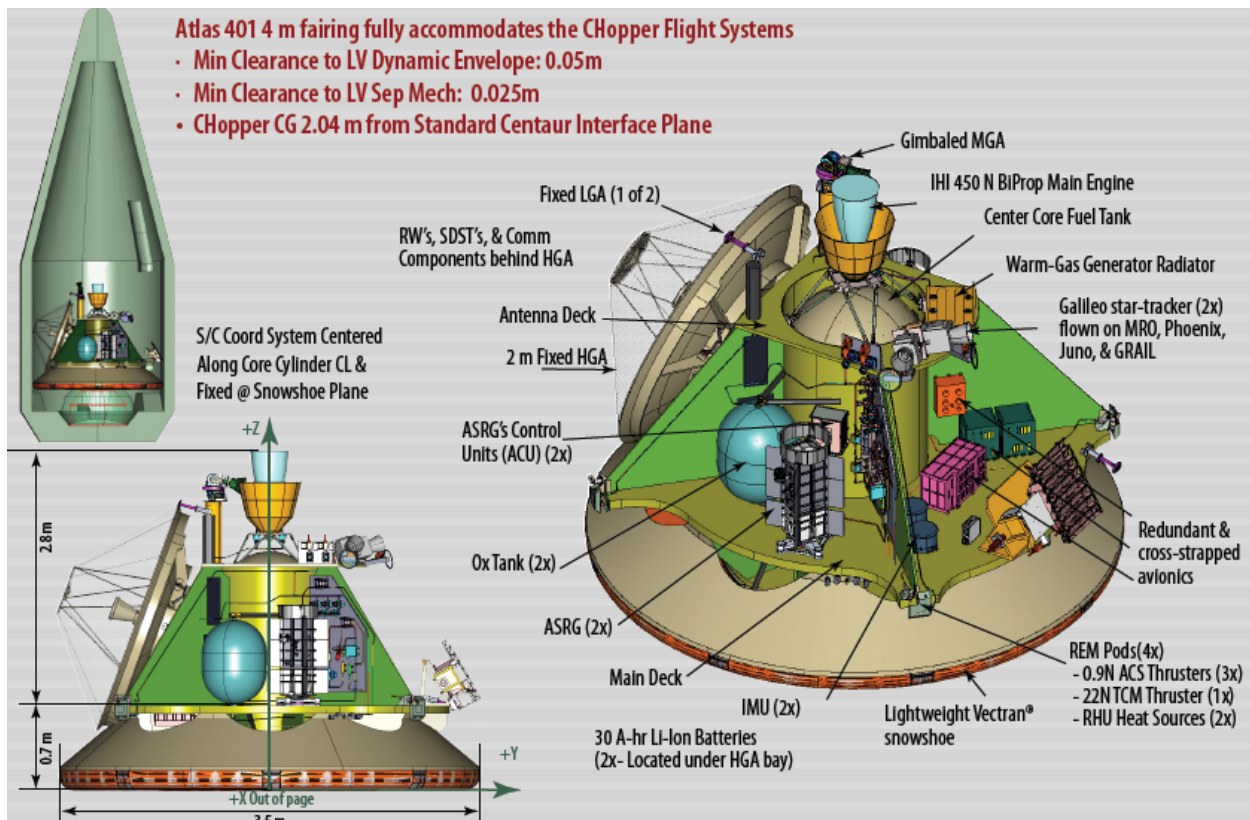 Atlas 401 4 m fairing fully accommodates the CHopper Flight Systems
· Min Clearance to LV Dynamic Envelope: 0.05m
· Min Clearance to LV Sep Mech: 0.025m
• CHopper CG 2.04 m from Standard Centaur Interface Plane
Gimbaled MGA
IHI 450 N BiProp Main Engine
Fixed LGA (1 of 2)
Center Core Fuel Tank
RW's, SDST's, & Comm
Components behind HGA
Warm-Gas Generator Radiator
Antenna Deck
Galileo star-tracker (2x)
flown on MRO, Phoenix,
Juno, & GRAIL
S/C Coord System Centered
Along Core Cylinder CL &
Fixed @ Snowshoe Plane
2 m Fixed HGA
+Z
ASRG's Control
Units (ACU) (2x)
2.8m
Ox Tank (2x)
Redundant &
cross-strapped
avionics
ASRG (2x)
Main Deck
REM Pods(4x)
- 0.9N ACS Thrusters (3x)
- 22N TCM Thruster (1x)
- RHU Heat Sources (2x)
IMU (2x)
Lightweight Vectran®
snowshoe
30 A-hr Li-Ion Batteries
(2x- Located under HGA bay)
0.7 m
+Y
+X Out of page
3.5 m